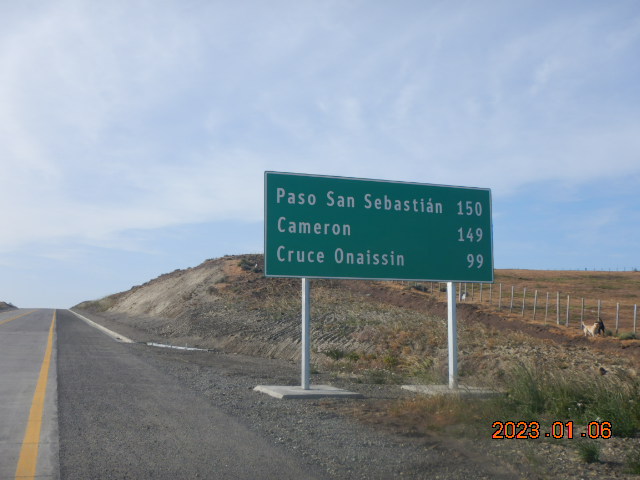 Paso San Sebastián 150
Cameron 149
Cruce Onaissin 99
2023.01.06